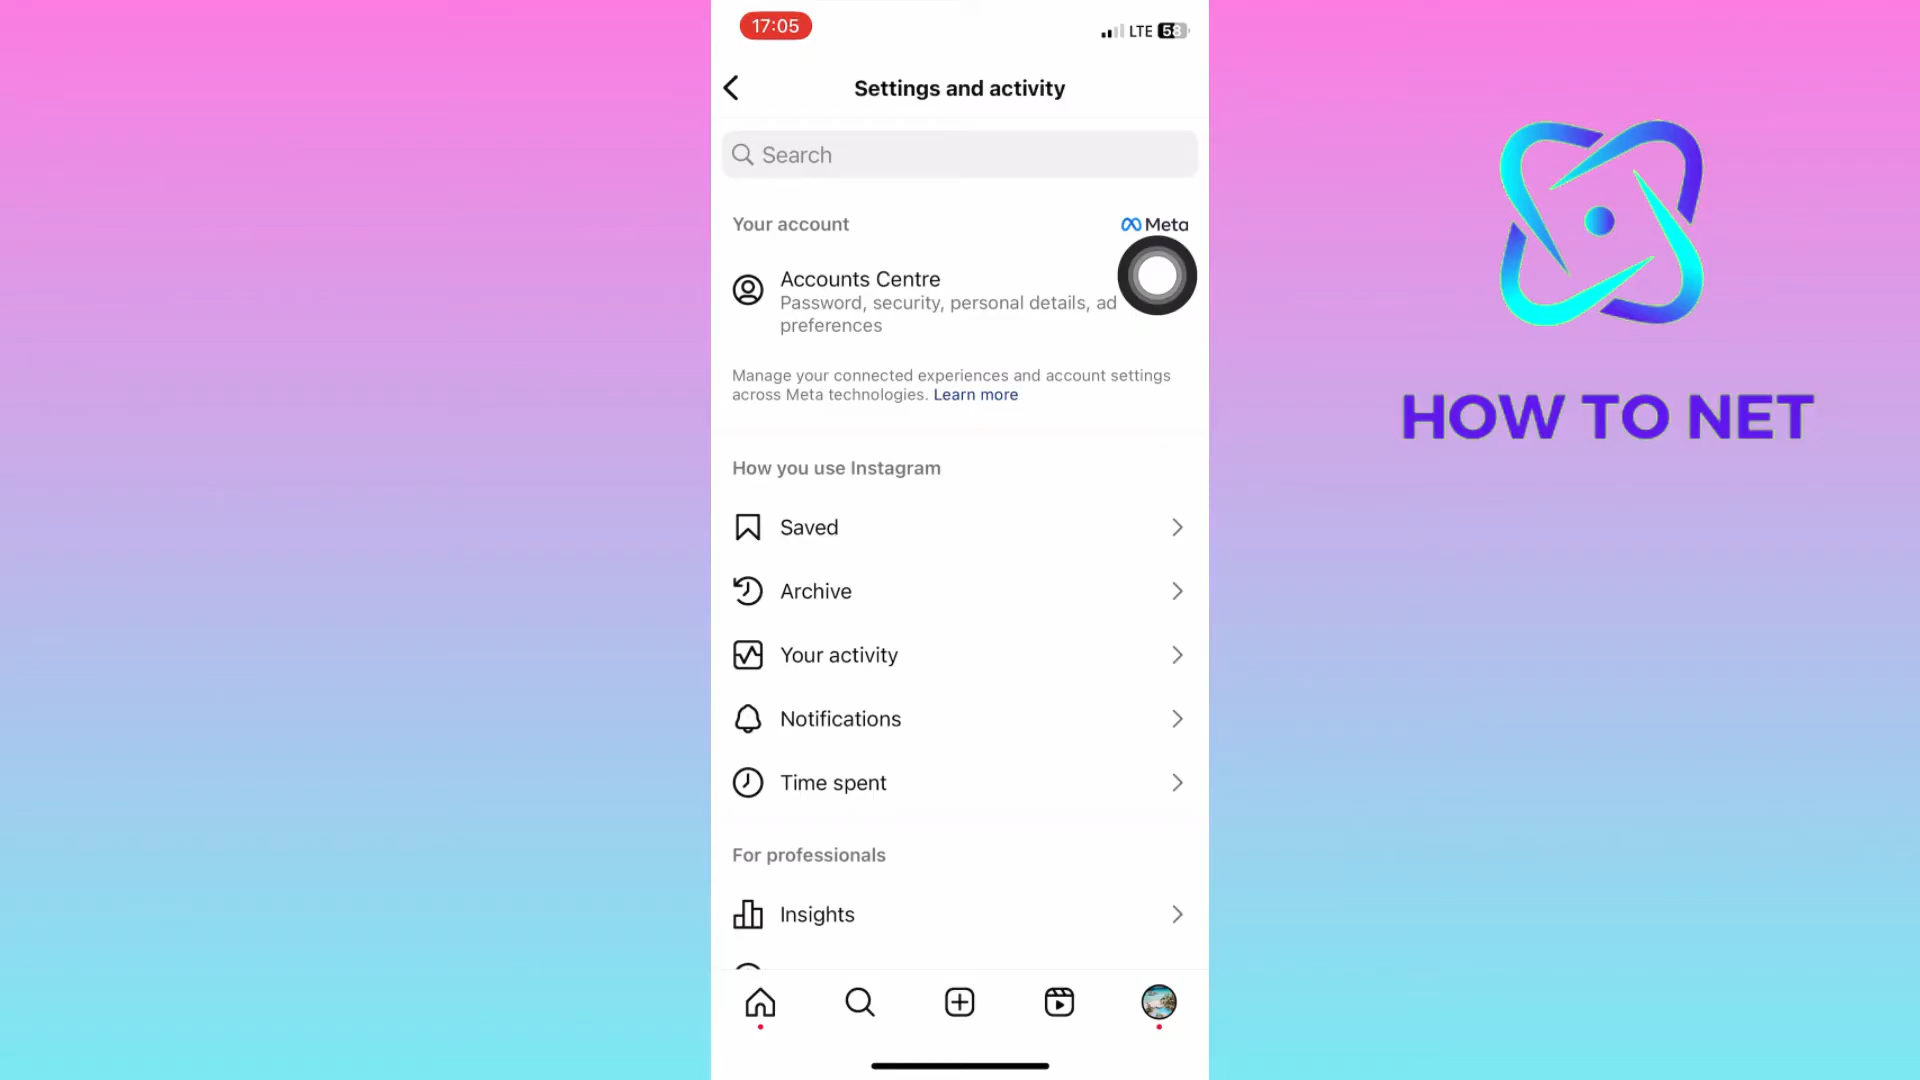 17:05
LTE 58
Settings and activity
Search
Your account
Meta
Accounts Centre
Password, security, personal details, ad
preferences
Manage your connected experiences and account settings
across Meta technologies. Learn more
How you use Instagram
Saved
Archive
Your activity
Notifications
Time spent
For professionals
Insights
HOW TO NET